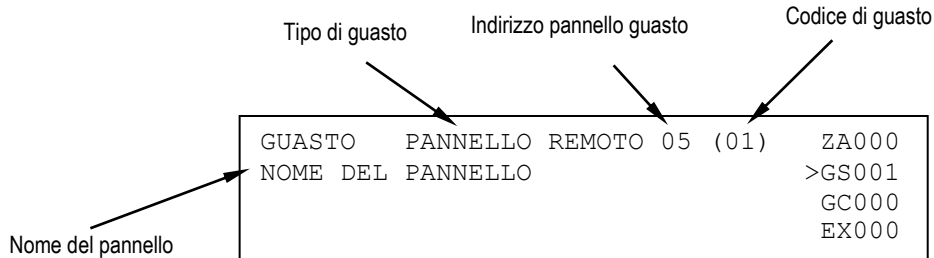 Tipo di guasto
Indirizzo pannello guasto
Codice di guasto
GUASTO PANNELLO REMOTO 05 (01) ZA000
NOME DEL PANNELLO >GS001
GC000
EX000
Nome del pannello